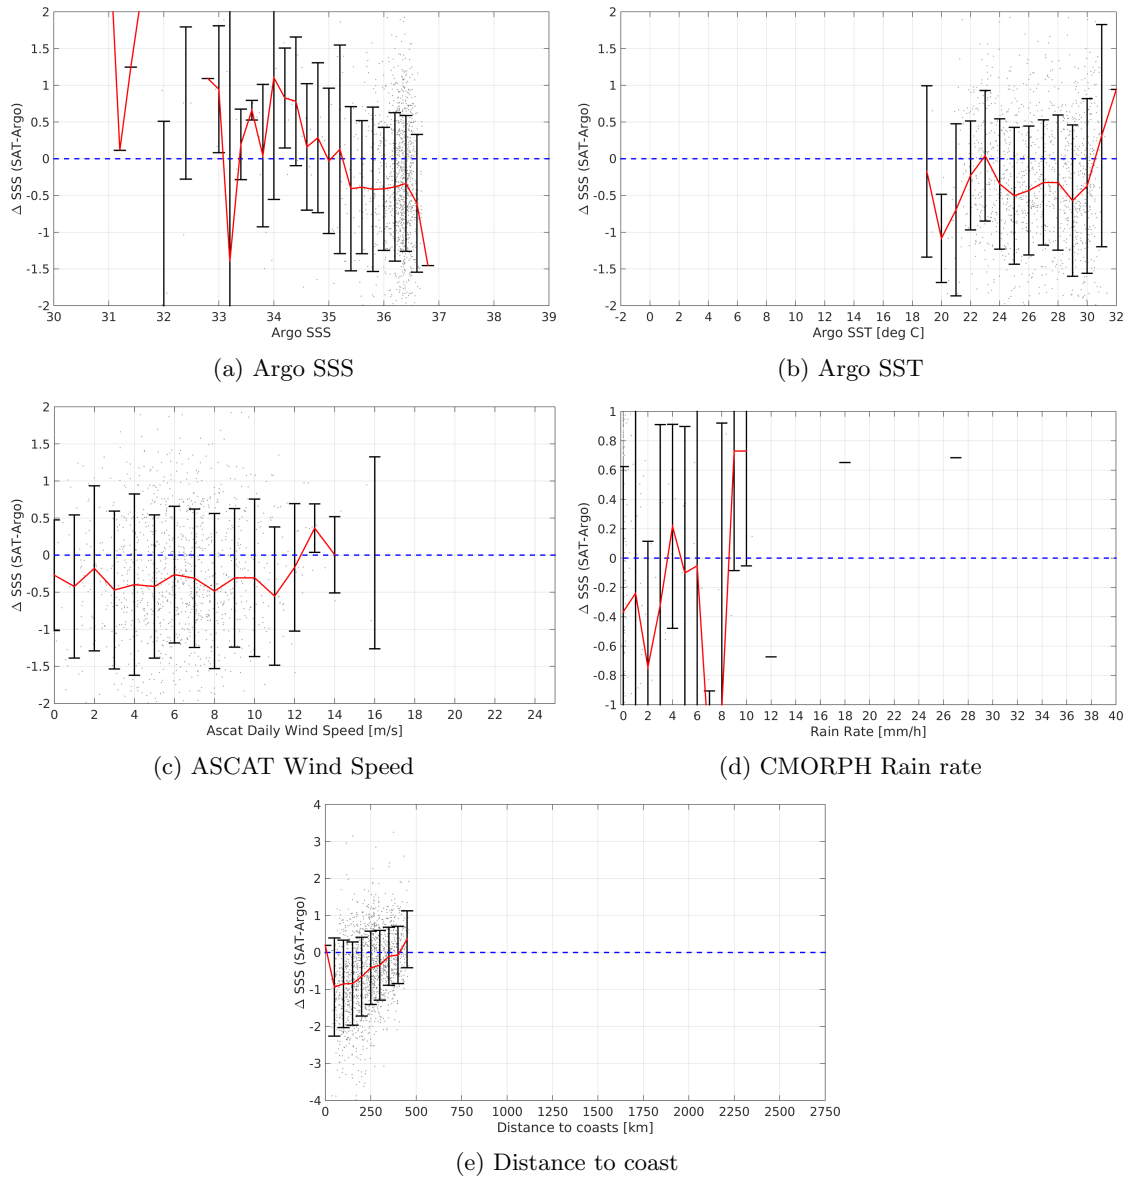 2
1.5
1
0.5
0
-0.5
-1
-1.5
-2
Δ SSS (SAT-Argo)
30 31 32 33 34 35 36 37 38 39
Argo SSS
(a) Argo SSS
2
1.5
1
0.5
0
-0.5
-1
-1.5
-2
Δ SSS (SAT-Argo)
-2 0 2 4 6 8 10 12 14 16 18 20 22 24 26 28 30 32
Argo SST [deg C]
(b) Argo SST
2
1.5
1
0.5
0
-0.5
-1
-1.5
-2
Δ SSS (SAT-Argo)
0 2 4 6 8 10 12 14 16 18 20 22 24
Ascat Daily Wind Speed [m/s]
(c) ASCAT Wind Speed
1
0.8
0.6
0.4
0.2
0
-0.2
-0.4
-0.6
-0.8
-1
Δ SSS (SAT-Argo)
0 2 4 6 8 10 12 14 16 18 20 22 24 26 28 30 32 34 36 38 40
Rain Rate [mm/h]
(d) CMORPH Rain rate
4
3
2
1
0
-1
-2
-3
-4
Δ SSS (SAT-Argo)
0 250 500 750 1000 1250 1500 1750 2000 2250 2500 2750
Distance to coasts [km]
(e) Distance to coast